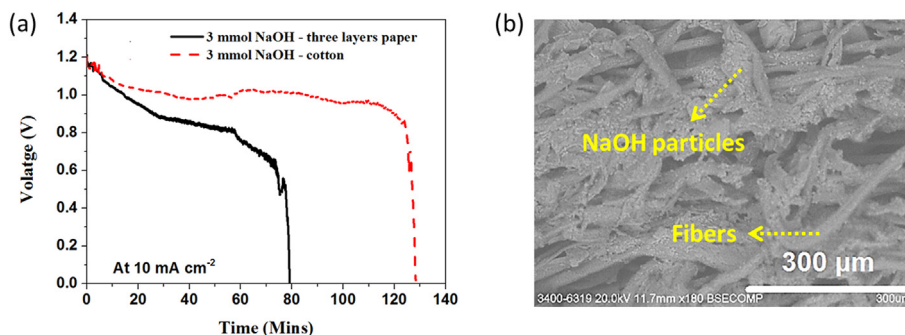 (a)
3 mmol NaOH - three layers paper
3 mmol NaOH - cotton
1.4
1.2
1.0
0.8
0.6
0.4
0.2
0.0
Volatge (V)
At 10 mA cm⁻²
0 20 40 60 80 100 120 140
Time (Mins)
(b)
NaOH particles
Fibers
300 µm
3400-6319 20.0kV 11.7mm x180 BSECOMP
300um